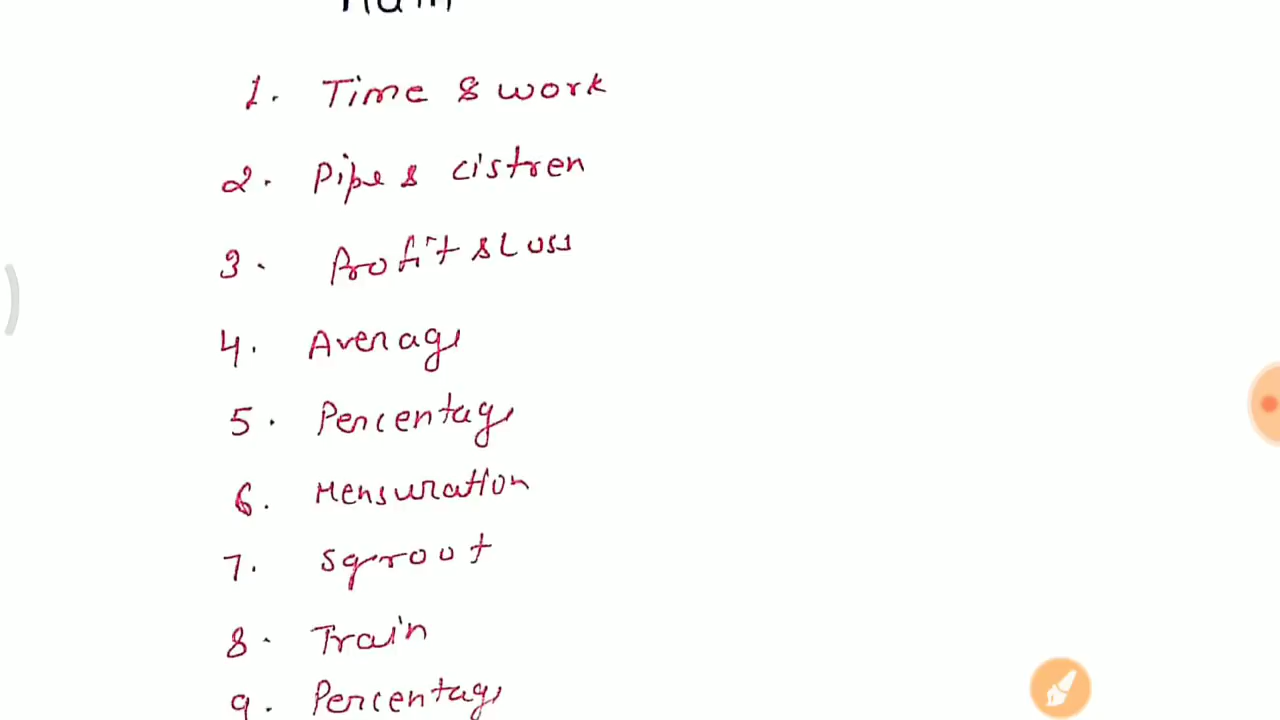 1. Time & work
2. Pipe & cistren
3. Profit & Loss
4. Average
5. Percentage
6. Mensuration
7. Sqroot
8. Train
9. Percentage